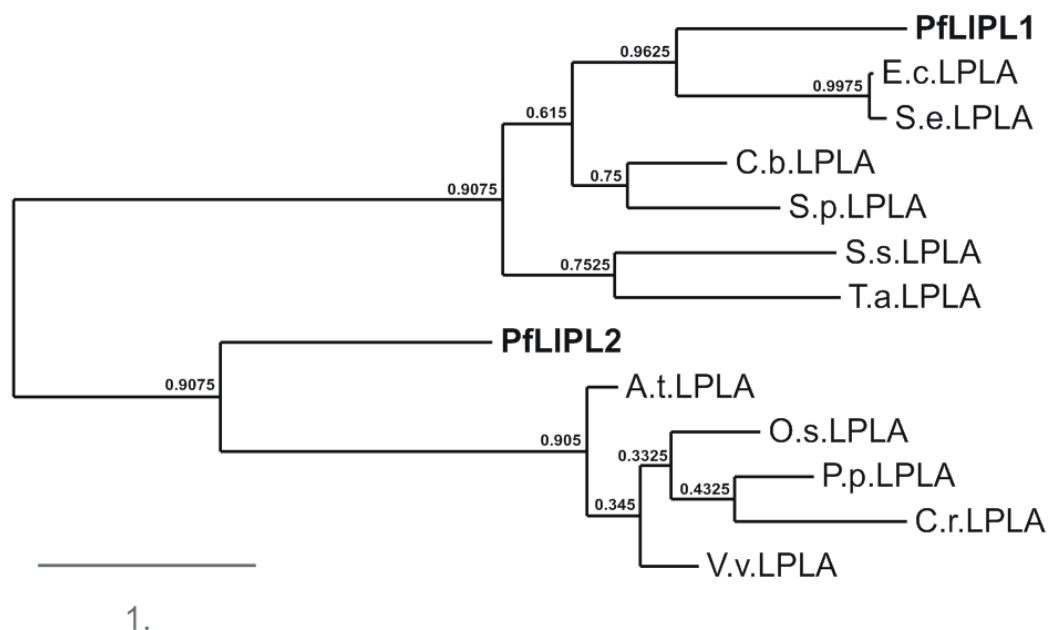 PfLIPL1
0.9625
E.c.LPLA
0.9975
S.e.LPLA
0.615
C.b.LPLA
0.75
0.9075
S.p.LPLA
S.s.LPLA
0.7525
T.a.LPLA
PfLIPL2
0.9075
A.t.LPLA
O.s.LPLA
0.905
0.3325
P.p.LPLA
0.4325
0.345
C.r.LPLA
V.v.LPLA
1.